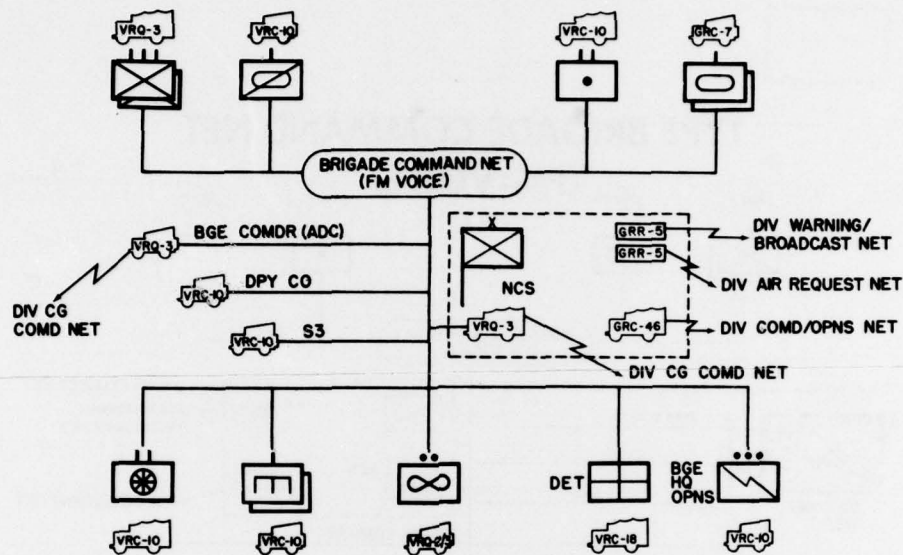 VRQ-3
VRC-10
VRC-10
GRC-7
BRIGADE COMMAND NET
(FM VOICE)
BGE COMDR (ADC)
VRQ-3
DIV CG
COMD NET
DPY CO
VRC-10
S3
VRC-10
NCS
VRQ-3
GRR-5
GRR-5
GRC-46
DIV WARNING/
BROADCAST NET
DIV AIR REQUEST NET
DIV COMD/OPNS NET
DIV CG COMD NET
DET
BGE
HQ
OPNS
VRC-10
VRC-10
VRQ-2/3
VRC-18
VRC-10